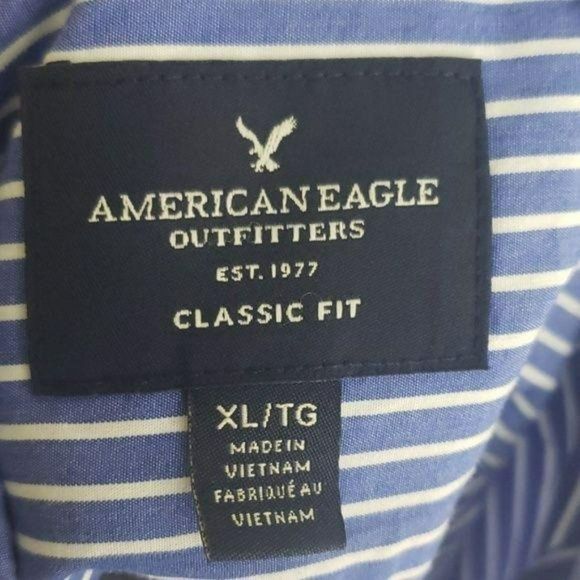 AMERICAN EAGLE
OUTFITTERS
EST. 1977
CLASSIC FIT
XL/TG
MADE IN
VIETNAM
FABRIQUÉ AU
VIETNAM